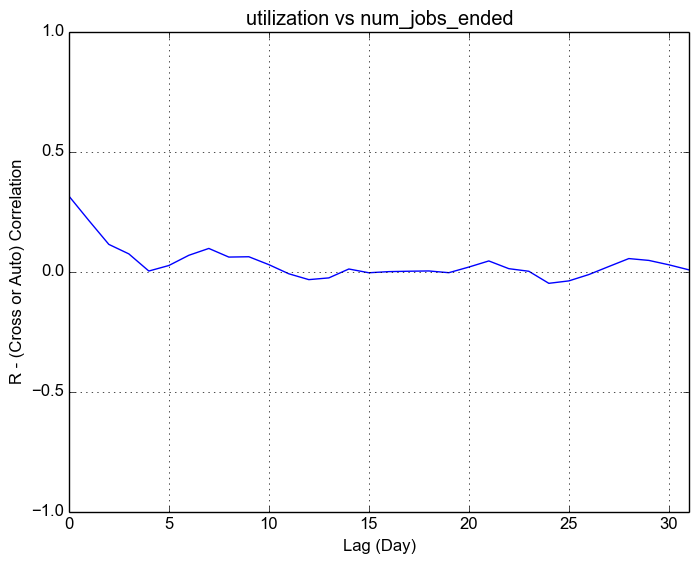 utilization vs num_jobs_ended
1.0
0.5
0.0
−0.5
−1.0
R - (Cross or Auto) Correlation
0 5 10 15 20 25 30
Lag (Day)